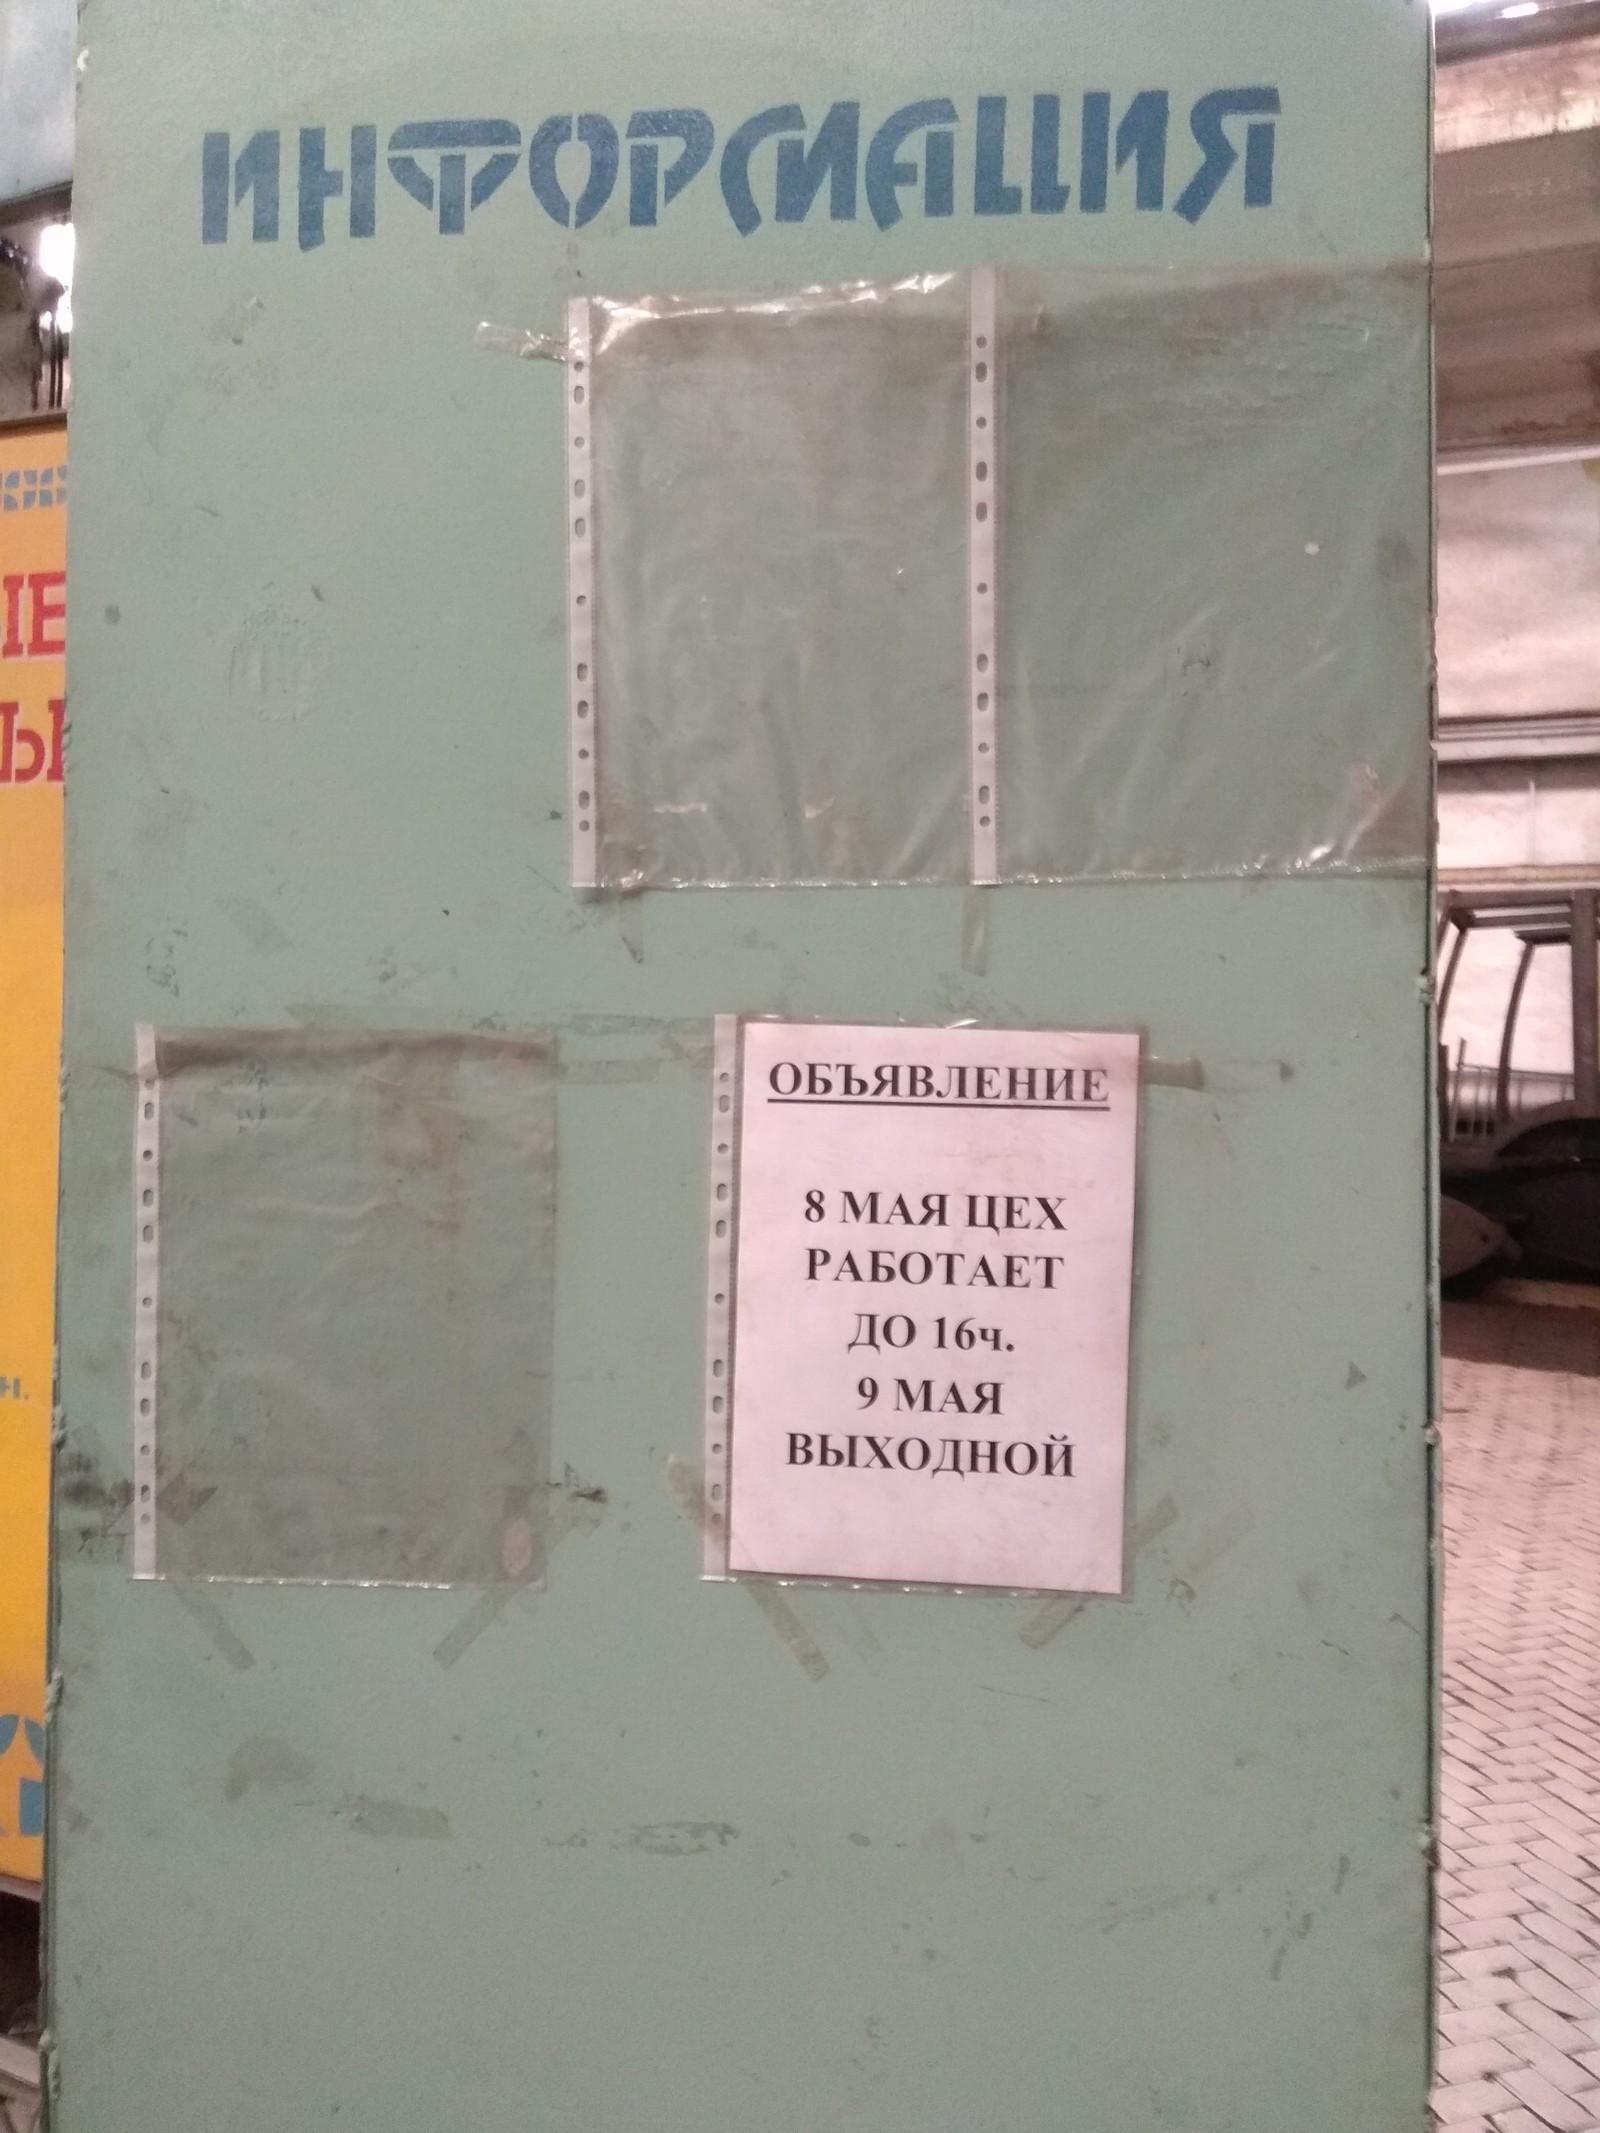 ИНФОРМАЦИЯ
ОБЪЯВЛЕНИЕ
8 МАЯ ЦЕХ
РАБОТАЕТ
ДО 16ч.
9 МАЯ
ВЫХОДНОЙ